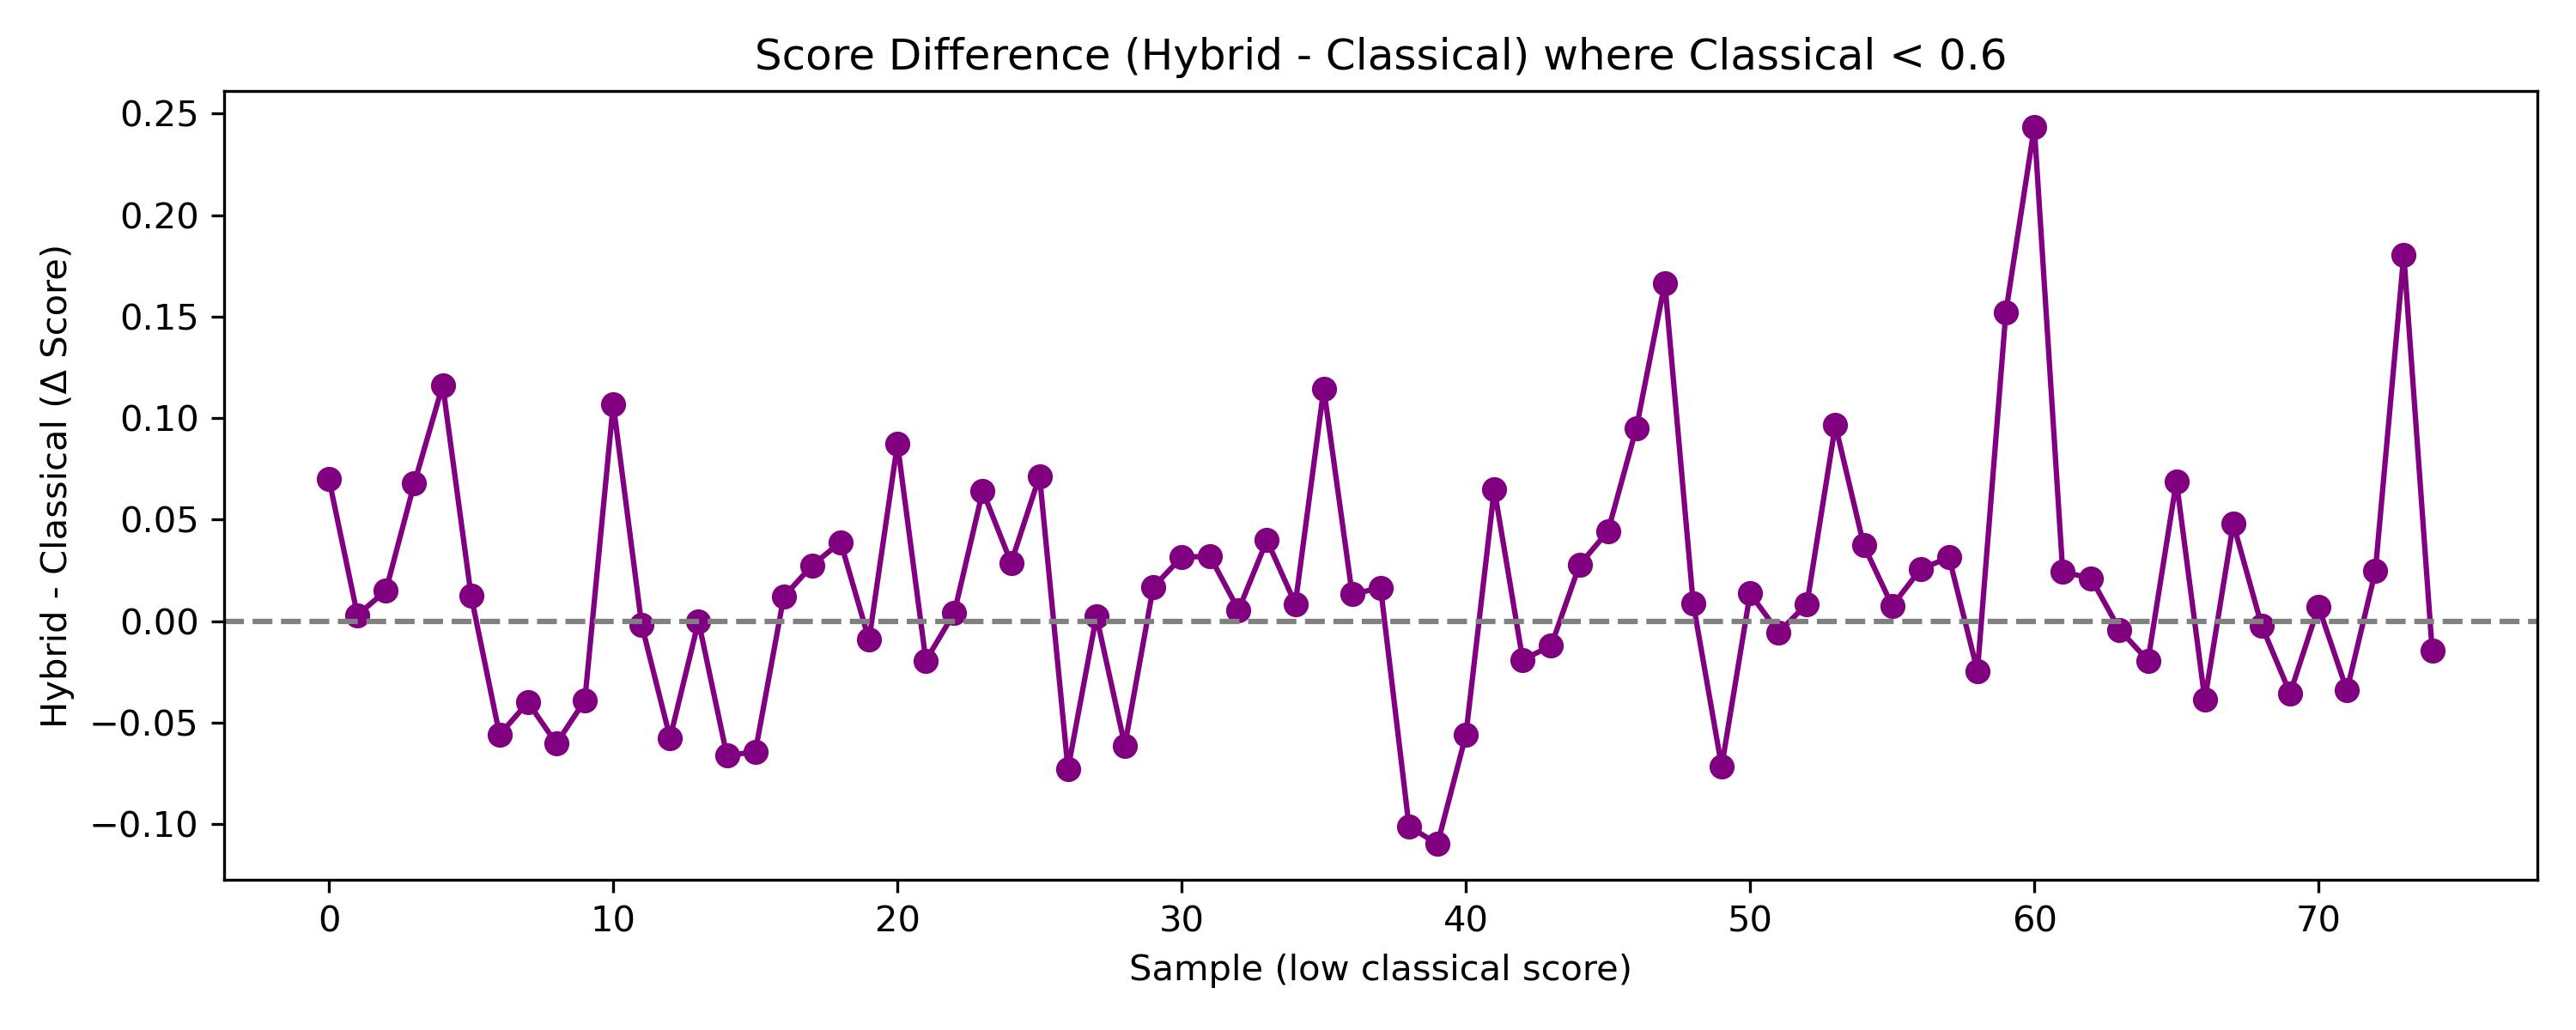 Score Difference (Hybrid - Classical) where Classical < 0.6
Hybrid - Classical (Δ Score)
0.25
0.20
0.15
0.10
0.05
0.00
−0.05
−0.10
0 10 20 30 40 50 60 70
Sample (low classical score)